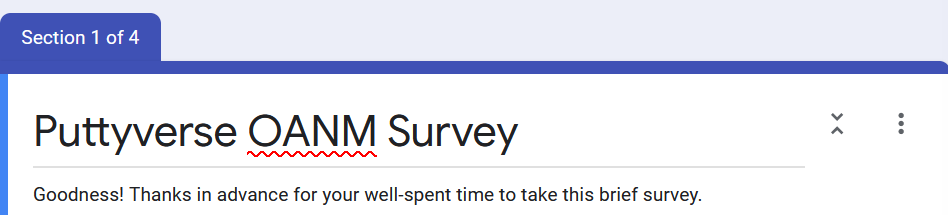 Section 1 of 4
Puttyverse OANM Survey
Goodness! Thanks in advance for your well-spent time to take this brief survey.